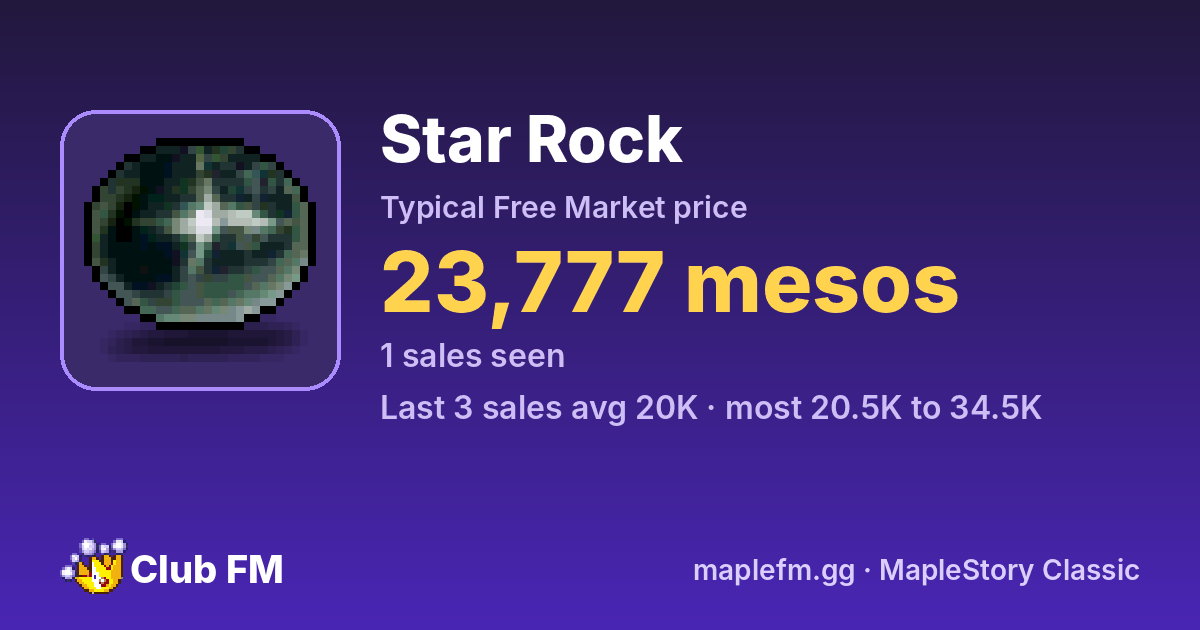 Star Rock
Typical Free Market price
23,777 mesos
1 sales seen
Last 3 sales avg 20K · most 20.5K to 34.5K
Club FM
maplefm.gg · MapleStory Classic